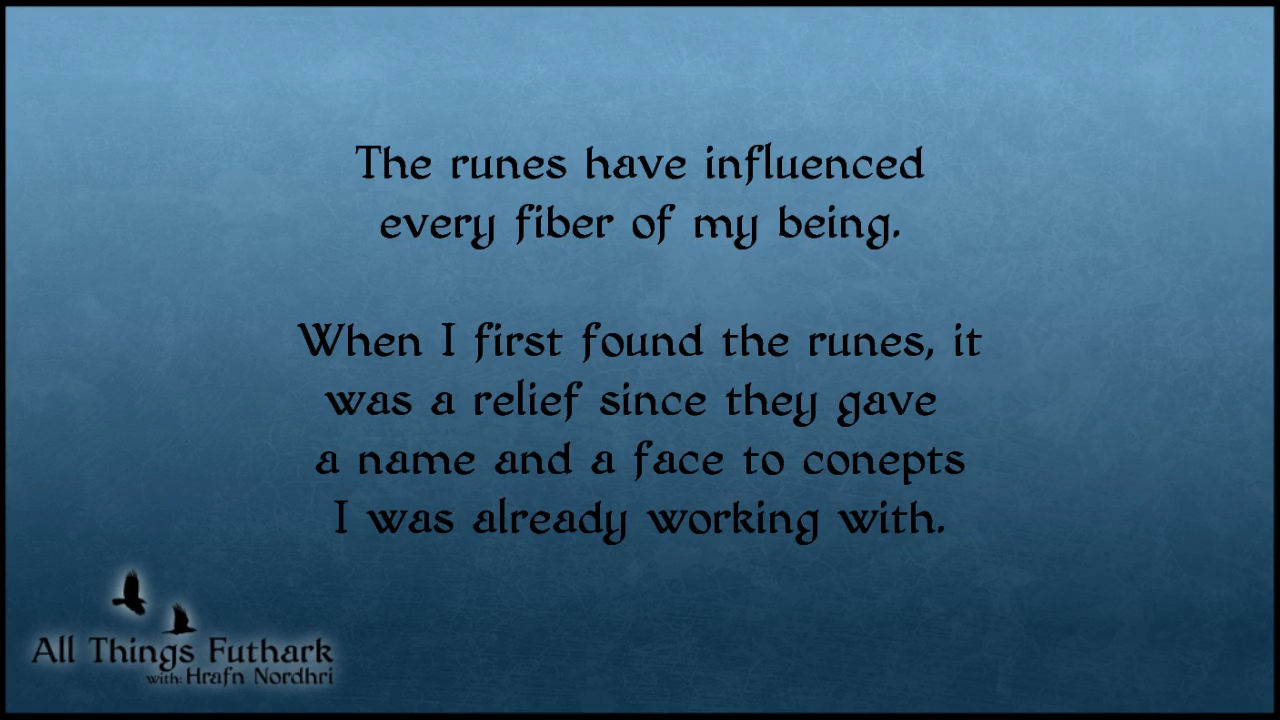 The runes have influenced
every fiber of my being.
When I first found the runes, it
was a relief since they gave
a name and a face to conepts
I was already working with.
All Things Futhark
with: Hrafn Nordhri